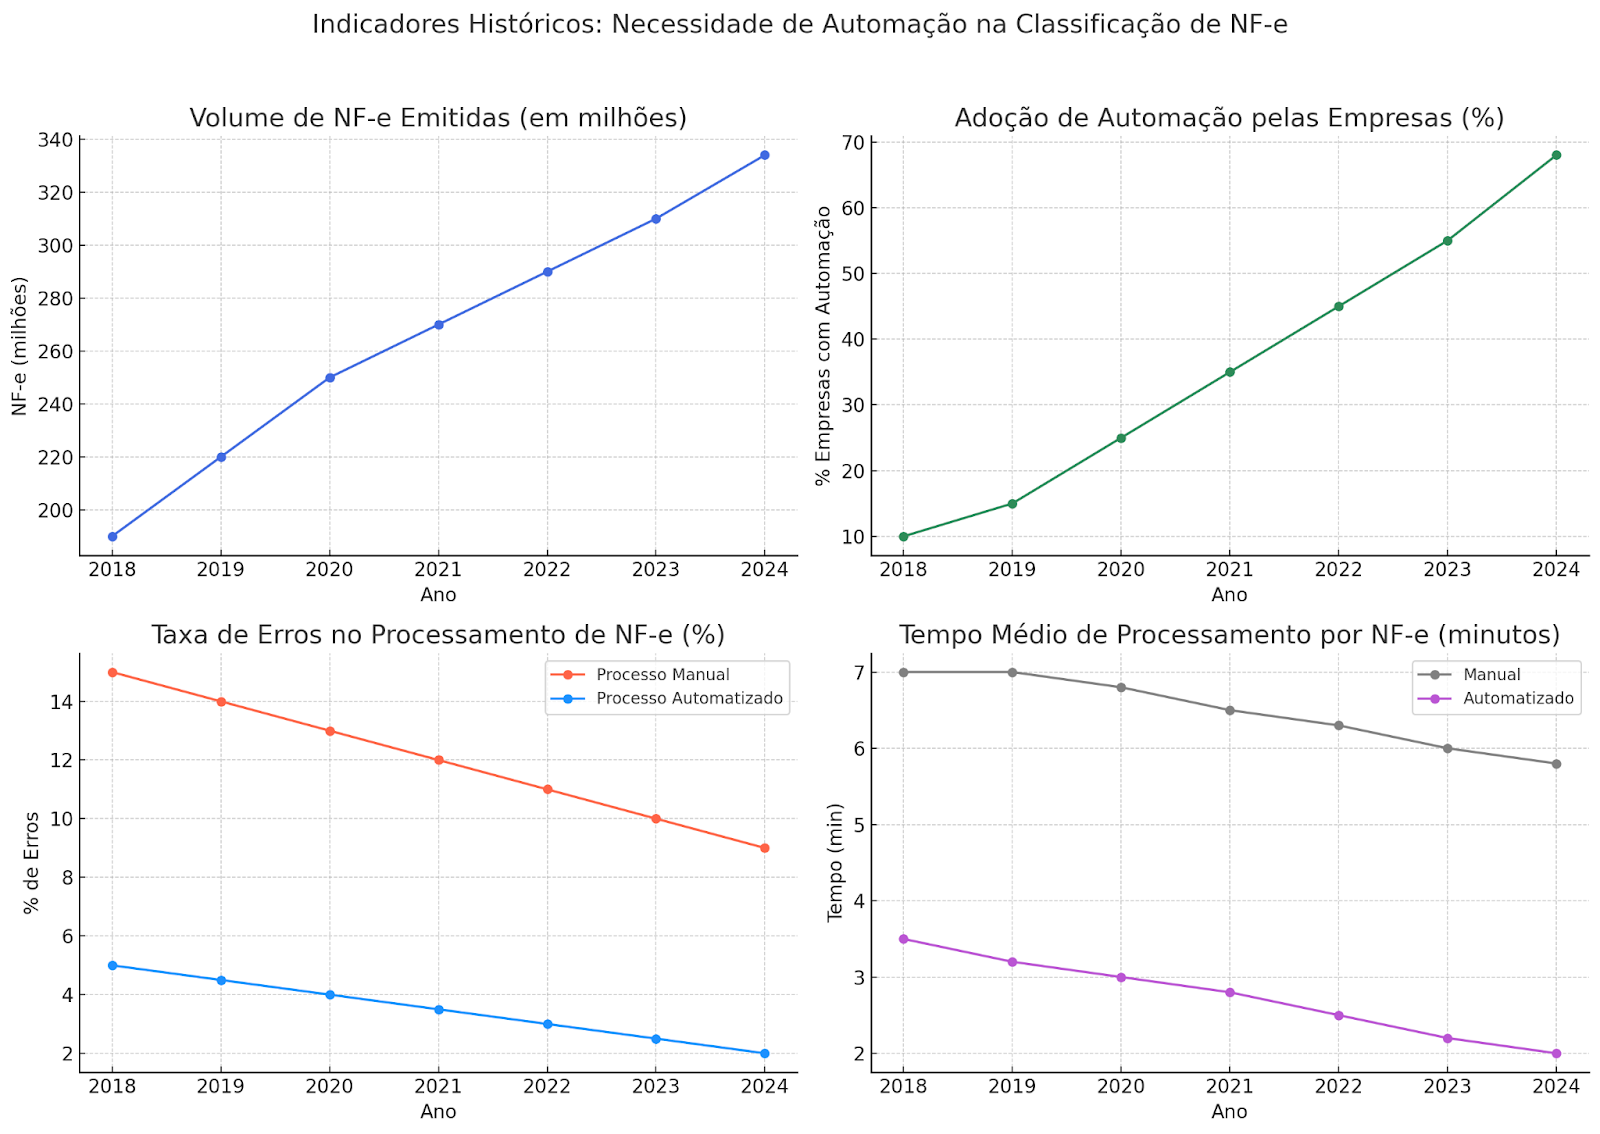 Indicadores Históricos: Necessidade de Automação na Classificação de NF-e
Volume de NF-e Emitidas (em milhões)
NF-e (milhões)
340
320
300
280
260
240
220
200
2018 2019 2020 2021 2022 2023 2024
Ano
Adoção de Automação pelas Empresas (%)
% Empresas com Automação
70
60
50
40
30
20
10
2018 2019 2020 2021 2022 2023 2024
Ano
Taxa de Erros no Processamento de NF-e (%)
Processo Manual
Processo Automatizado
% de Erros
14
12
10
8
6
4
2
2018 2019 2020 2021 2022 2023 2024
Ano
Tempo Médio de Processamento por NF-e (minutos)
Manual
Automatizado
Tempo (min)
7
6
5
4
3
2
2018 2019 2020 2021 2022 2023 2024
Ano